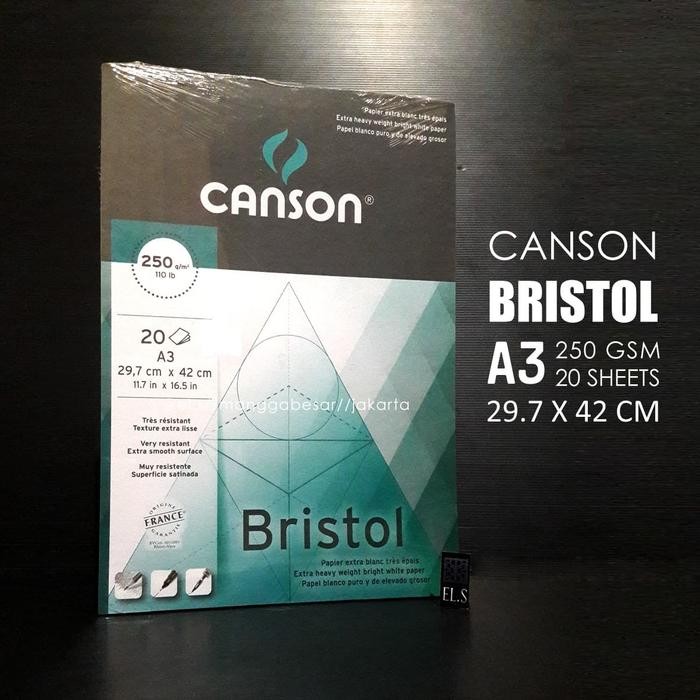 Papier extra blanc très épais
Extra heavy weight bright white paper
Papel blanco puro y de elevado grosor
CANSON®
250 g/m²
110 lb
20
A3
29,7 cm x 42 cm
11.7 in x 16.5 in
Très résistant
Texture extra lisse
Very resistant
Extra smooth surface
Muy resistente
Superficie satinada
manggabesar//jakarta
ORIGINE
FRANCE
GARANTIE
Bristol
Papier extra blanc très épais
Extra heavy weight bright white paper
Papel blanco puro y de elevado grosor
EL.S
CANSON
BRISTOL
A3 250 GSM
20 SHEETS
29.7 X 42 CM